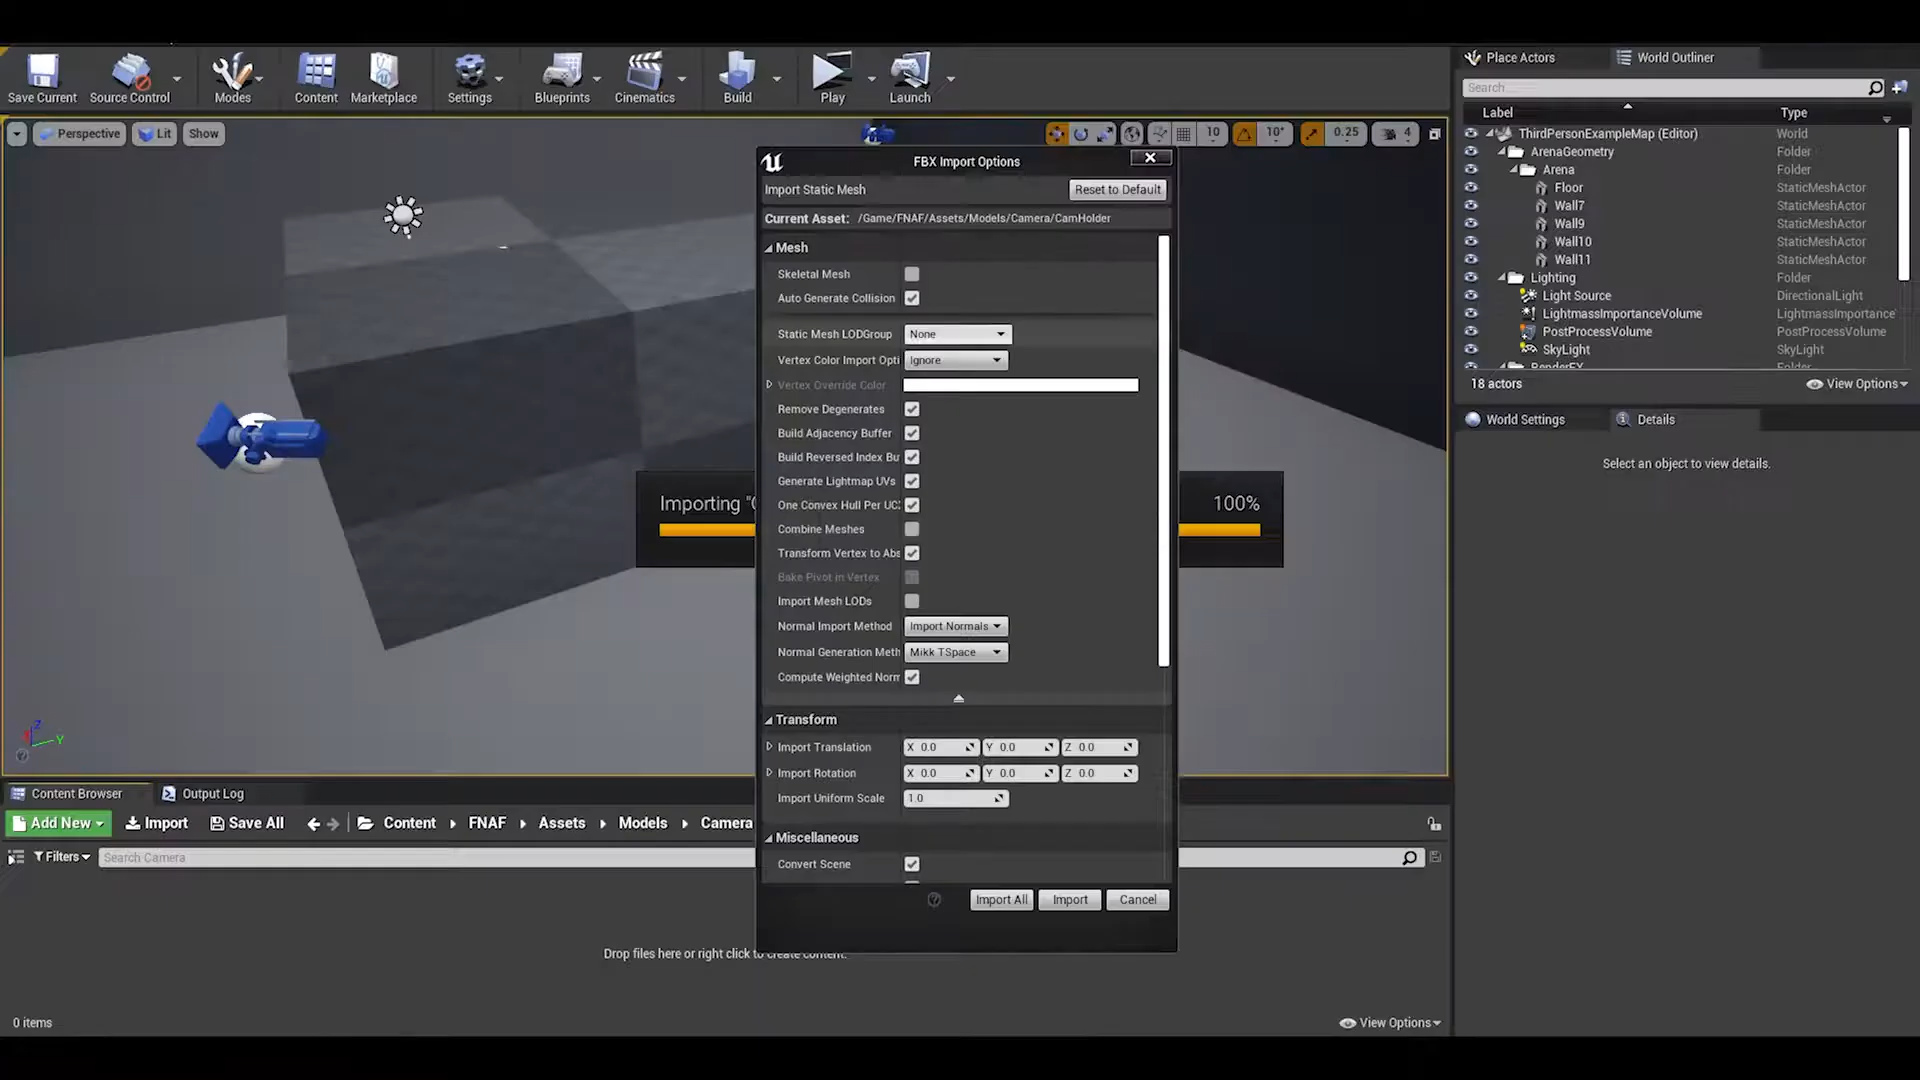 Save Current
Source Control
Modes
Content
Marketplace
Settings
Blueprints
Cinematics
Build
Play
Launch
Perspective
Lit
Show
10
10°
0.25
4
FBX Import Options
Import Static Mesh
Reset to Default
Current Asset: /Game/FNAF/Assets/Models/Camera/CamHolder
Mesh
Skeletal Mesh
Auto Generate Collision
Static Mesh LODGroup None
Vertex Color Import Opti Ignore
Vertex Override Color
Remove Degenerates
Build Adjacency Buffer
Build Reversed Index Bu
Generate Lightmap UVs
One Convex Hull Per UC
Combine Meshes
Transform Vertex to Abs
Bake Pivot in Vertex
Import Mesh LODs
Normal Import Method Import Normals
Normal Generation Meth Mikk TSpace
Compute Weighted Norm
Transform
Import Translation X 0.0 Y 0.0 Z 0.0
Import Rotation X 0.0 Y 0.0 Z 0.0
Import Uniform Scale 1.0
Miscellaneous
Convert Scene
Import All Import Cancel
Importing
100%
Place Actors
World Outliner
Search...
Label Type
ThirdPersonExampleMap (Editor) World
ArenaGeometry Folder
Arena Folder
Floor StaticMeshActor
Wall7 StaticMeshActor
Wall9 StaticMeshActor
Wall10 StaticMeshActor
Wall11 StaticMeshActor
Lighting Folder
Light Source DirectionalLight
LightmassImportanceVolume LightmassImportance
PostProcessVolume PostProcessVolume
SkyLight SkyLight
RenderFX Folder
18 actors
View Options
World Settings
Details
Select an object to view details.
Z
Y
Content Browser
Output Log
Add New
Import
Save All
Content FNAF Assets Models Camera
Filters
Search Camera
Drop files here or right click to create content.
0 items
View Options